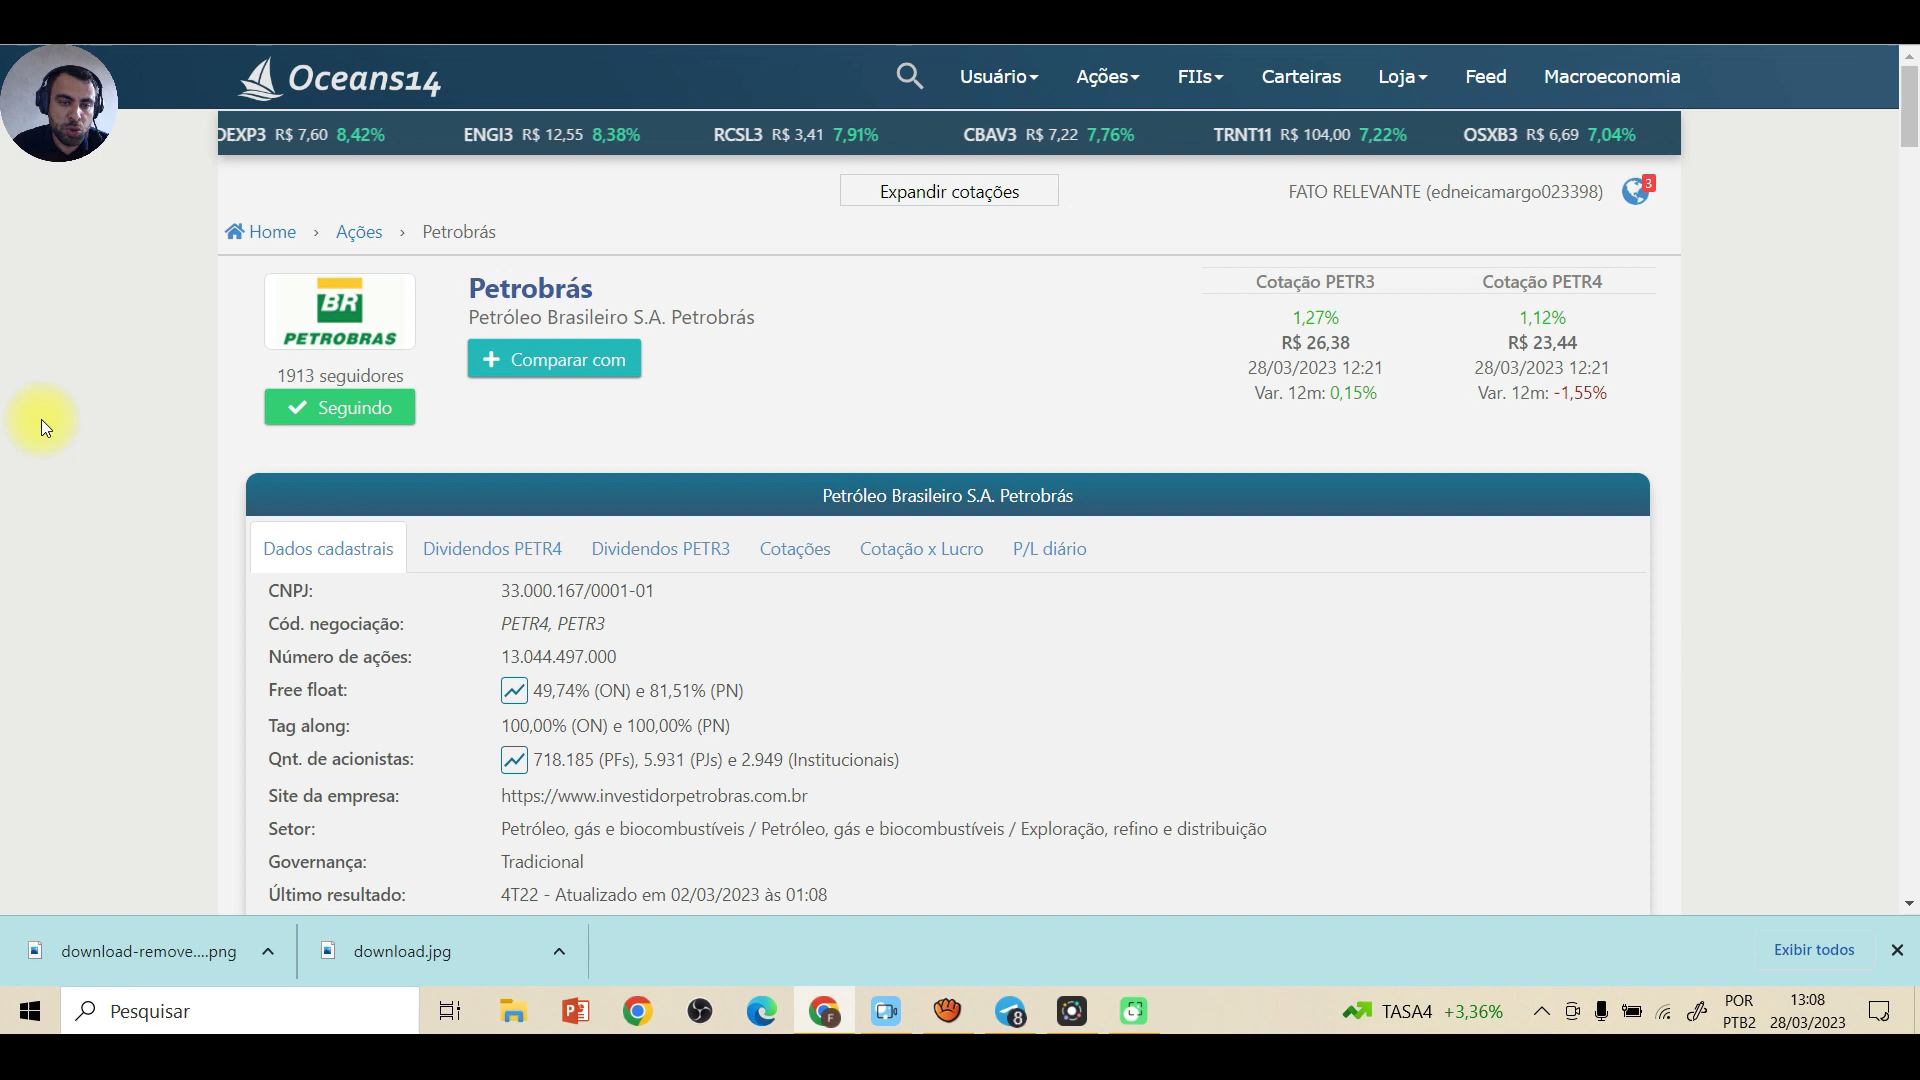 Oceans14
Usuário
Ações
FIIs
Carteiras
Loja
Feed
Macroeconomia
DEXP3 R$ 7,60 8,42% ENGI3 R$ 12,55 8,38% RCSL3 R$ 3,41 7,91% CBAV3 R$ 7,22 7,76% TRNT11 R$ 104,00 7,22% OSXB3 R$ 6,69 7,04%
Expandir cotações
FATO RELEVANTE (edneicamargo023398)
3
Home › Ações › Petrobrás
BR
PETROBRAS
1913 seguidores
Seguindo
Petrobrás
Petróleo Brasileiro S.A. Petrobrás
+ Comparar com
Cotação PETR3
1,27%
R$ 26,38
28/03/2023 12:21
Var. 12m: 0,15%
Cotação PETR4
1,12%
R$ 23,44
28/03/2023 12:21
Var. 12m: -1,55%
Petróleo Brasileiro S.A. Petrobrás
Dados cadastrais
Dividendos PETR4
Dividendos PETR3
Cotações
Cotação x Lucro
P/L diário
CNPJ: 33.000.167/0001-01
Cód. negociação: PETR4, PETR3
Número de ações: 13.044.497.000
Free float: 49,74% (ON) e 81,51% (PN)
Tag along: 100,00% (ON) e 100,00% (PN)
Qnt. de acionistas: 718.185 (PFs), 5.931 (PJs) e 2.949 (Institucionais)
Site da empresa: https://www.investidorpetrobras.com.br
Setor: Petróleo, gás e biocombustíveis / Petróleo, gás e biocombustíveis / Exploração, refino e distribuição
Governança: Tradicional
Último resultado: 4T22 - Atualizado em 02/03/2023 às 01:08
download-remove....png
download.jpg
Exibir todos
Pesquisar
F
8
TASA4 +3,36%
POR
PTB2
13:08
28/03/2023